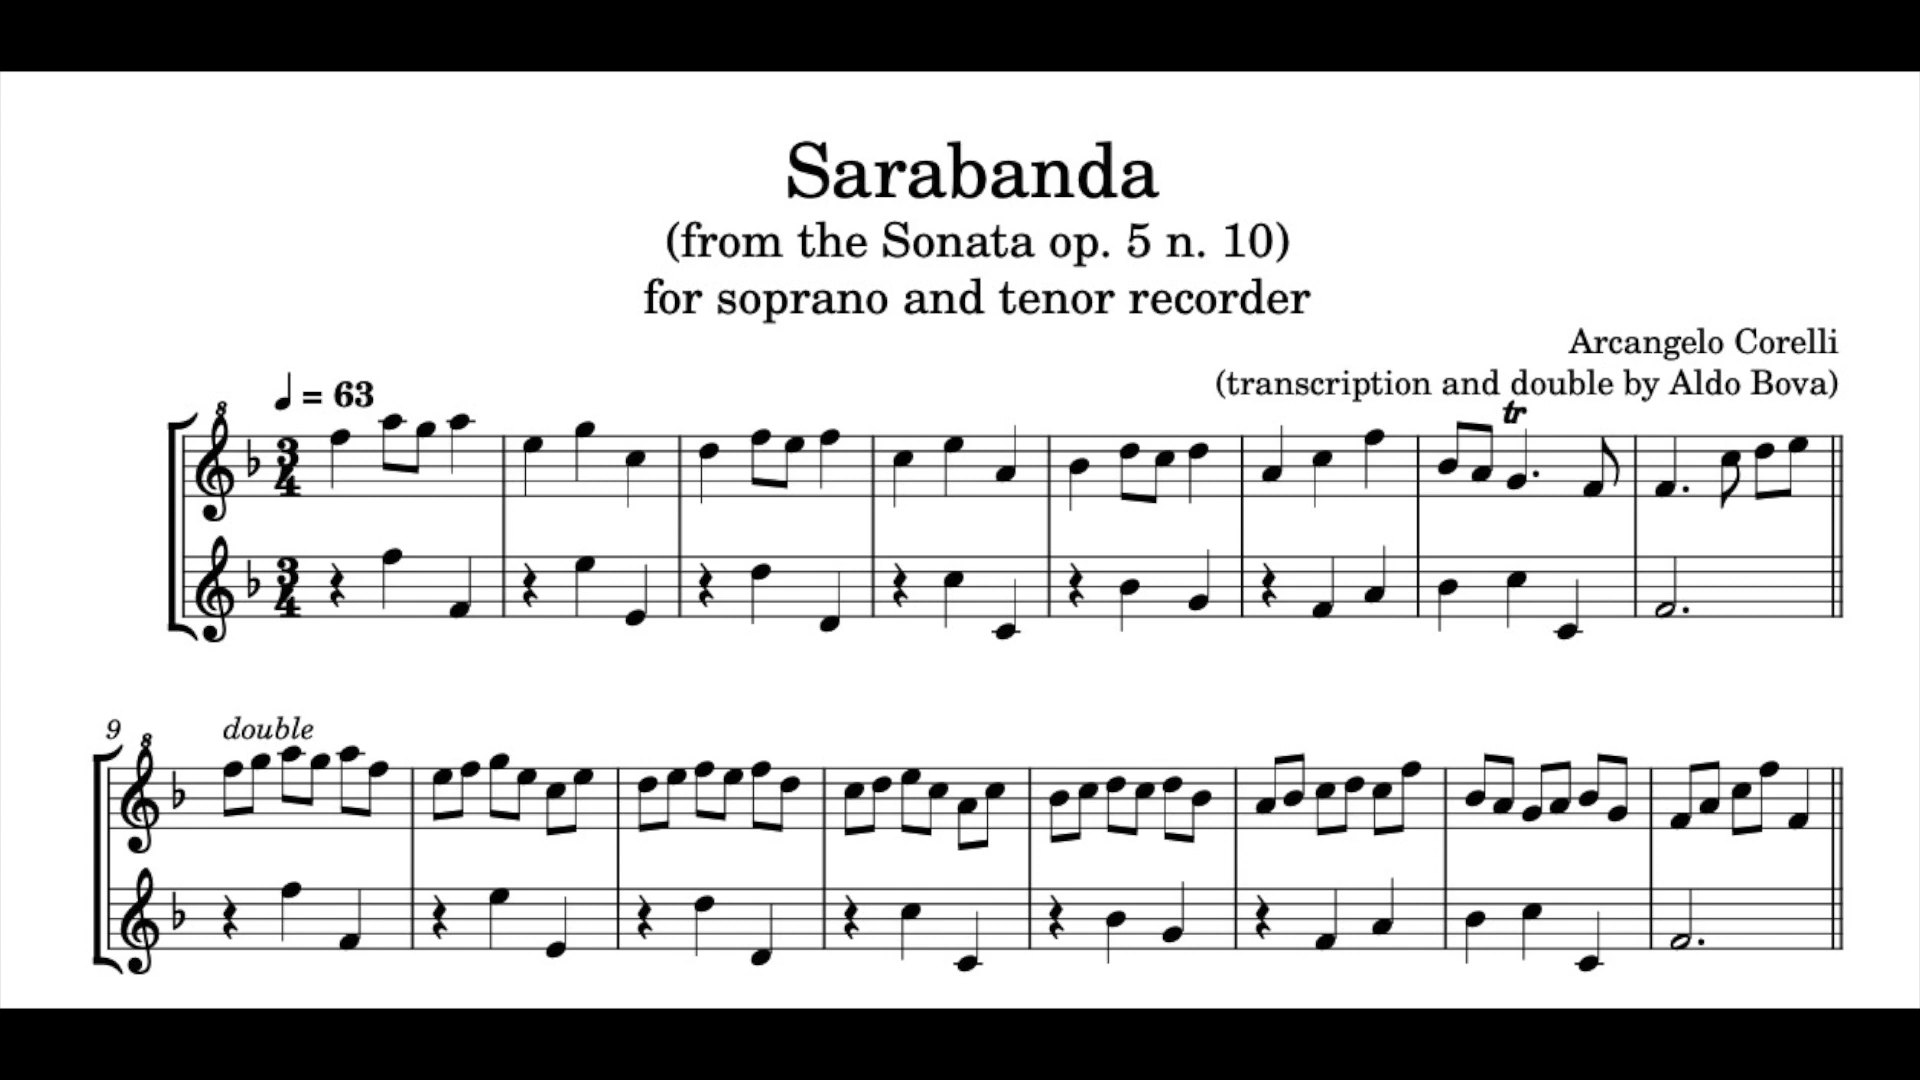 Sarabanda
(from the Sonata op. 5 n. 10)
for soprano and tenor recorder
Arcangelo Corelli
(transcription and double by Aldo Bova)
= 63
tr
8
3
4
3
4
9
double
8